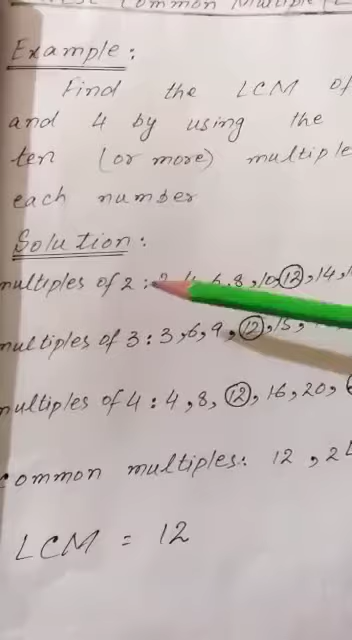 Common Multiple (L
Example:
Find the LCM of
and 4 by using the
ten (or more) multiple
each number
Solution:
multiples of 2 : 2, 4, 6, 8, 10, 12, 14, 1
multiples of 3 : 3, 6, 9, 12, 15,
multiples of 4 : 4, 8, 12, 16, 20,
common multiples: 12, 24
LCM = 12